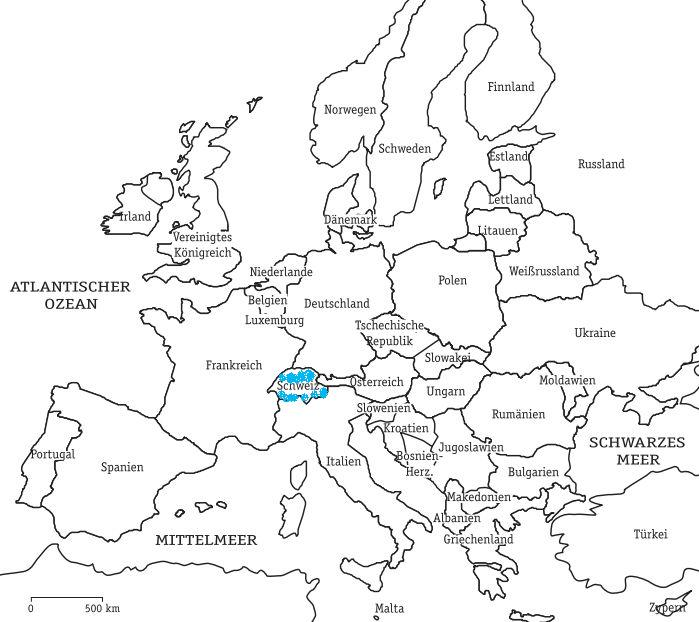 Finnland
Norwegen
Schweden
Estland
Russland
Lettland
Irland
Dänemark
Litauen
Vereinigtes
Königreich
Niederlande
Weißrussland
Polen
ATLANTISCHER
OZEAN
Belgien
Deutschland
Luxemburg
Tschechische
Republik
Ukraine
Slowakei
Frankreich
Schweiz
Österreich
Moldawien
Ungarn
Slowenien
Rumänien
Kroatien
SCHWARZES
MEER
Jugoslawien
Portugal
Spanien
Italien
Bosnien-
Herz.
Bulgarien
Makedonien
Albanien
MITTELMEER
Griechenland
Türkei
0 500 km
Malta
Zypern